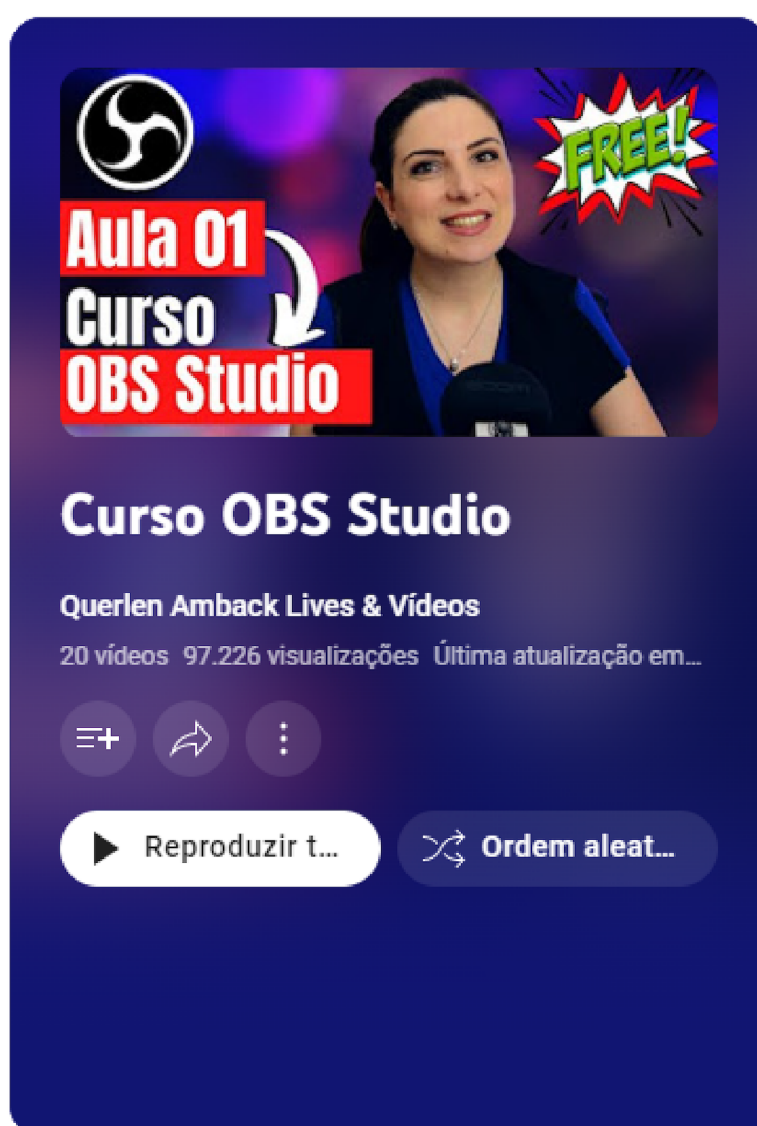 FREE!
Aula 01
Curso
OBS Studio
Curso OBS Studio
Querlen Amback Lives & Vídeos
20 vídeos 97.226 visualizações Última atualização em...
Reproduzir t...
Ordem aleat...